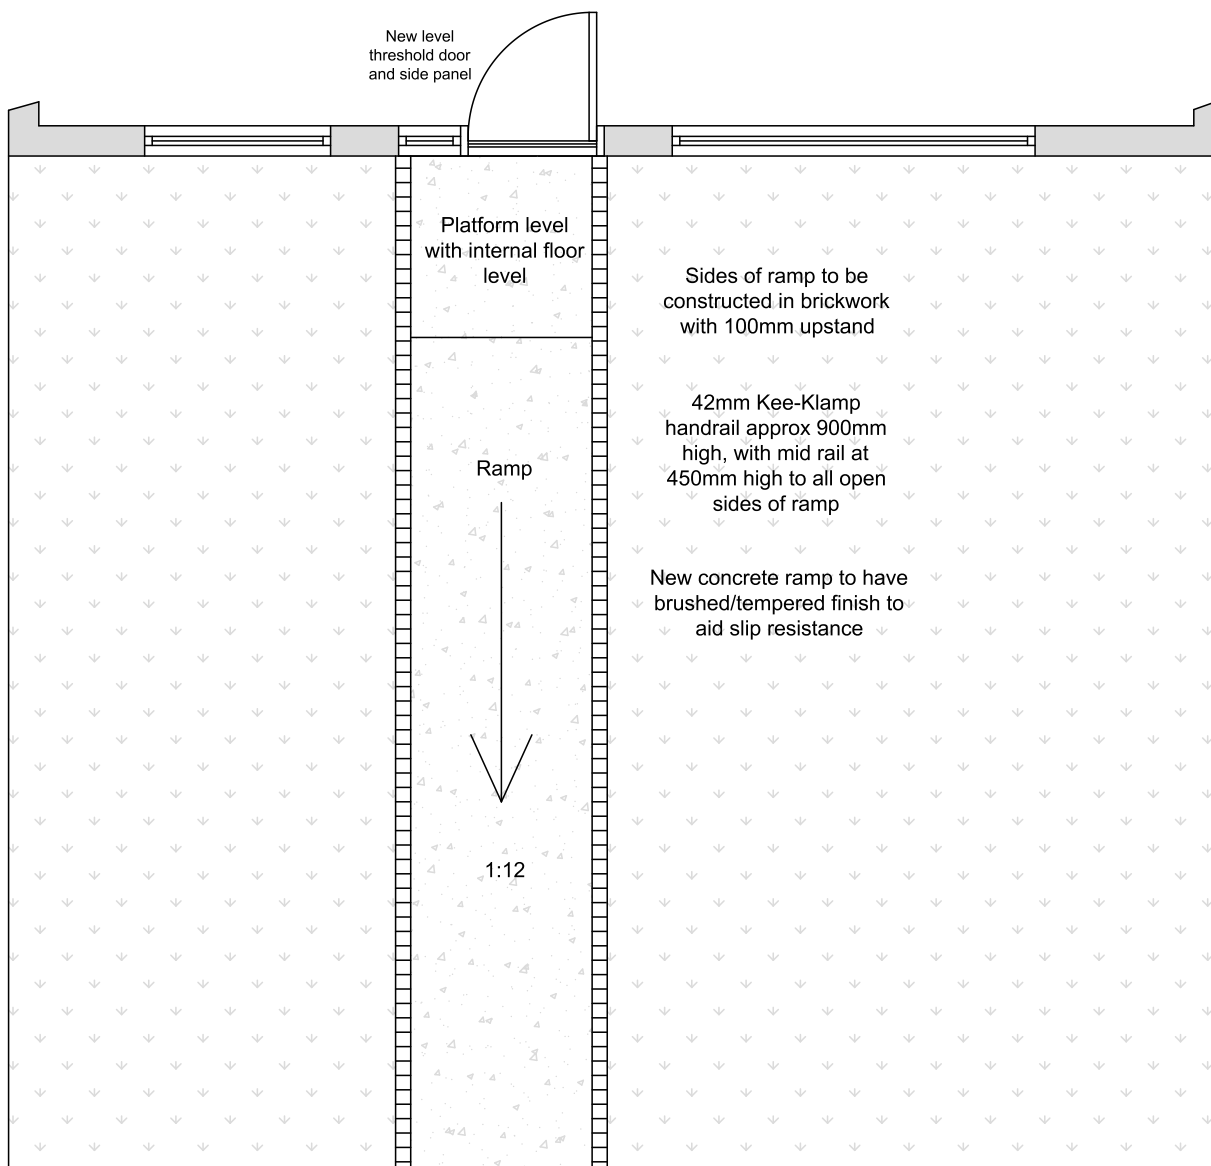 New level
threshold door
and side panel
Platform level
with internal floor
level
Sides of ramp to be
constructed in brickwork
with 100mm upstand
42mm Kee-Klamp
handrail approx 900mm
high, with mid rail at
450mm high to all open
sides of ramp
Ramp
New concrete ramp to have
brushed/tempered finish to
aid slip resistance
1:12